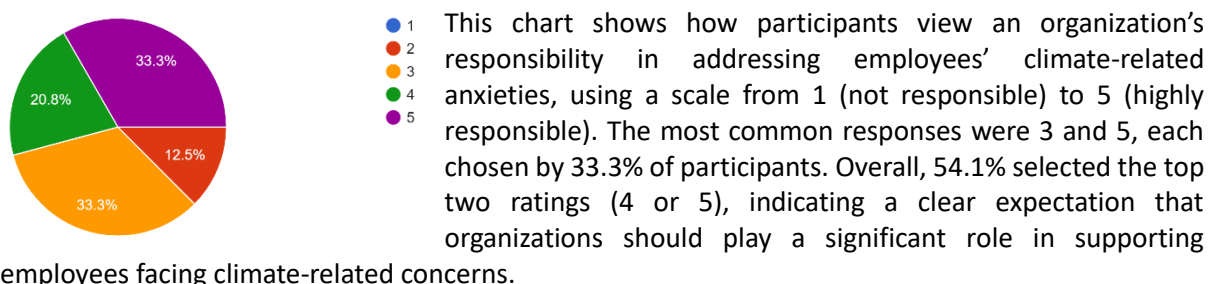 33.3%
20.8%
12.5%
33.3%
1
2
3
4
5
This chart shows how participants view an organization’s
responsibility in addressing employees’ climate-related
anxieties, using a scale from 1 (not responsible) to 5 (highly
responsible). The most common responses were 3 and 5, each
chosen by 33.3% of participants. Overall, 54.1% selected the top
two ratings (4 or 5), indicating a clear expectation that
organizations should play a significant role in supporting
employees facing climate-related concerns.